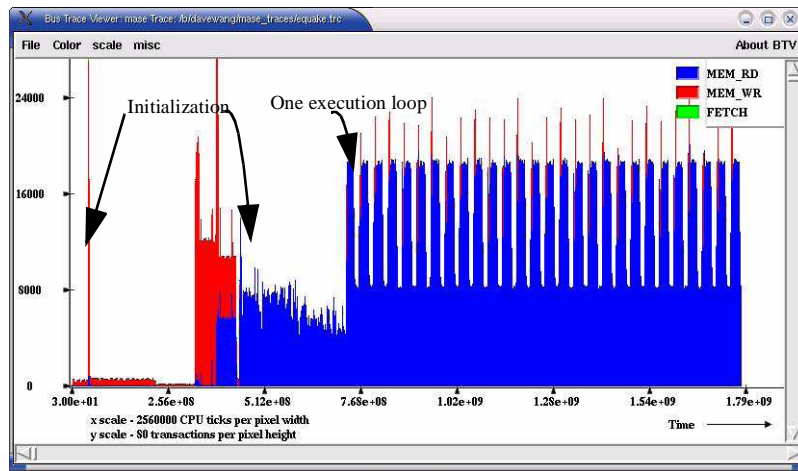 Bus Trace Viewer: mase Trace: /b/davewang/mase_traces/equake.trc
File Color scale misc About BTV
MEM_RD
MEM_WR
FETCH
24000
16000
8000
0
Initialization
One execution loop
3.00e+01 2.56e+08 5.12e+08 7.68e+08 1.02e+09 1.28e+09 1.54e+09 1.79e+09
x scale - 2560000 CPU ticks per pixel width
y scale - 80 transactions per pixel height
Time